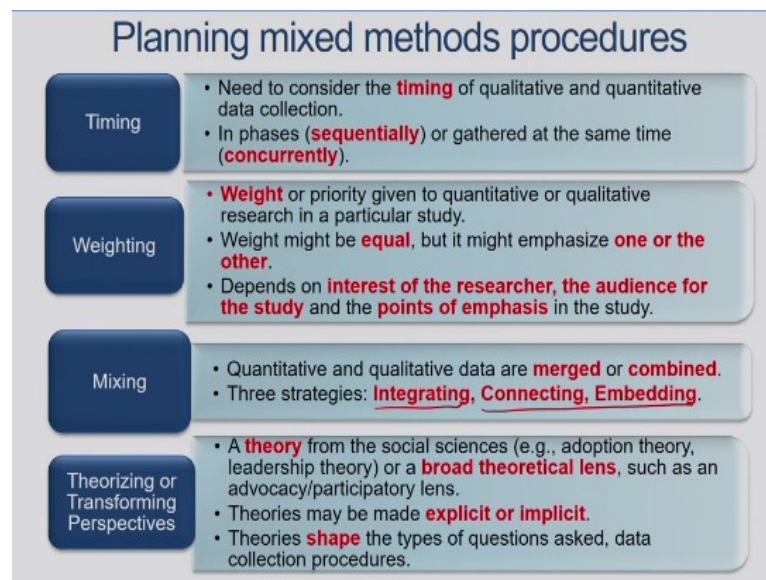 Planning mixed methods procedures
Timing
• Need to consider the timing of qualitative and quantitative
data collection.
• In phases (sequentially) or gathered at the same time
(concurrently).
Weighting
• Weight or priority given to quantitative or qualitative
research in a particular study.
• Weight might be equal, but it might emphasize one or the
other.
• Depends on interest of the researcher, the audience for
the study and the points of emphasis in the study.
Mixing
• Quantitative and qualitative data are merged or combined.
• Three strategies: Integrating, Connecting, Embedding.
Theorizing or
Transforming
Perspectives
• A theory from the social sciences (e.g., adoption theory,
leadership theory) or a broad theoretical lens, such as an
advocacy/participatory lens.
• Theories may be made explicit or implicit.
• Theories shape the types of questions asked, data
collection procedures.